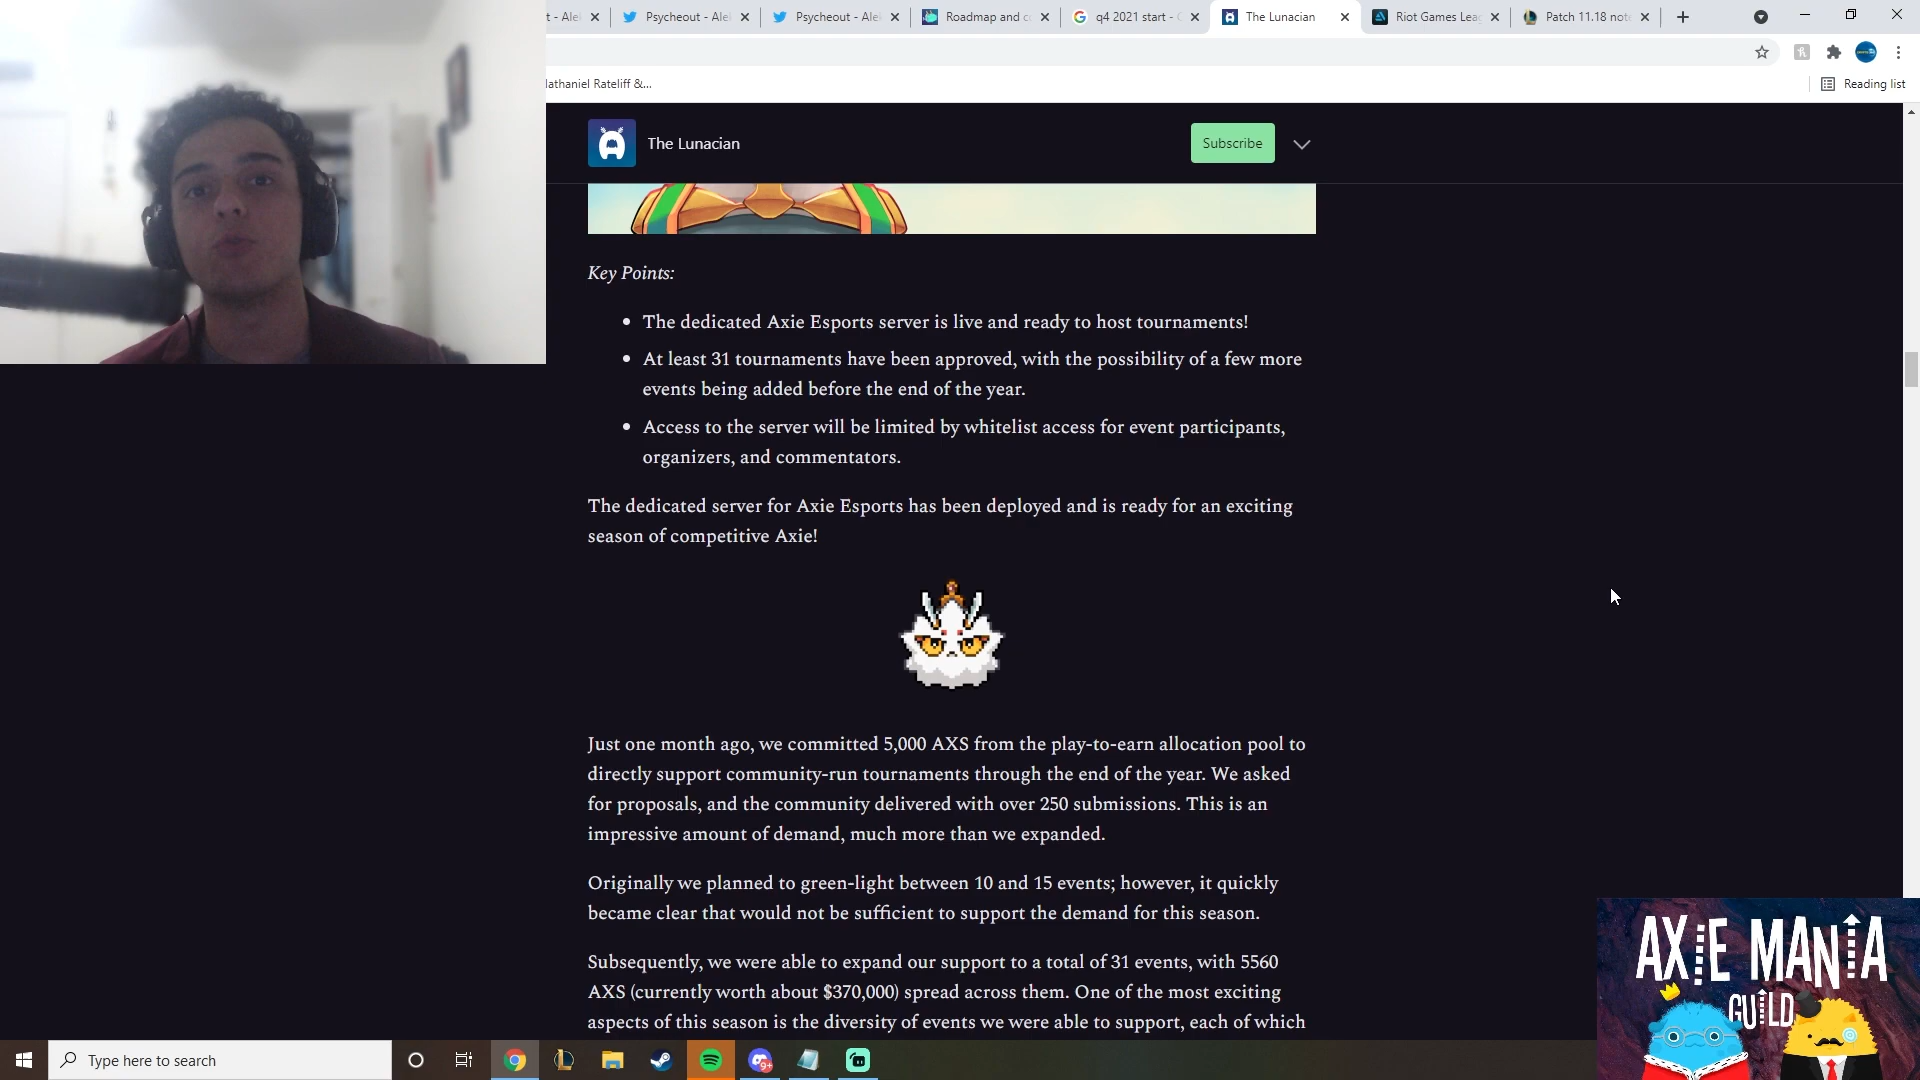 t - Alei
Psycheout - Alei
Psycheout - Alei
Roadmap and c
q4 2021 start - G
The Lunacian
Riot Games Leag
Patch 11.18 note
Nathaniel Rateliff &...
Reading list
The Lunacian
Subscribe
Key Points:
The dedicated Axie Esports server is live and ready to host tournaments!
At least 31 tournaments have been approved, with the possibility of a few more
events being added before the end of the year.
Access to the server will be limited by whitelist access for event participants,
organizers, and commentators.
The dedicated server for Axie Esports has been deployed and is ready for an exciting
season of competitive Axie!
Just one month ago, we committed 5,000 AXS from the play-to-earn allocation pool to
directly support community-run tournaments through the end of the year. We asked
for proposals, and the community delivered with over 250 submissions. This is an
impressive amount of demand, much more than we expanded.
Originally we planned to green-light between 10 and 15 events; however, it quickly
became clear that would not be sufficient to support the demand for this season.
Subsequently, we were able to expand our support to a total of 31 events, with 5560
AXS (currently worth about $370,000) spread across them. One of the most exciting
aspects of this season is the diversity of events we were able to support, each of which
AXIE MANIA
GUILD
Type here to search
9+